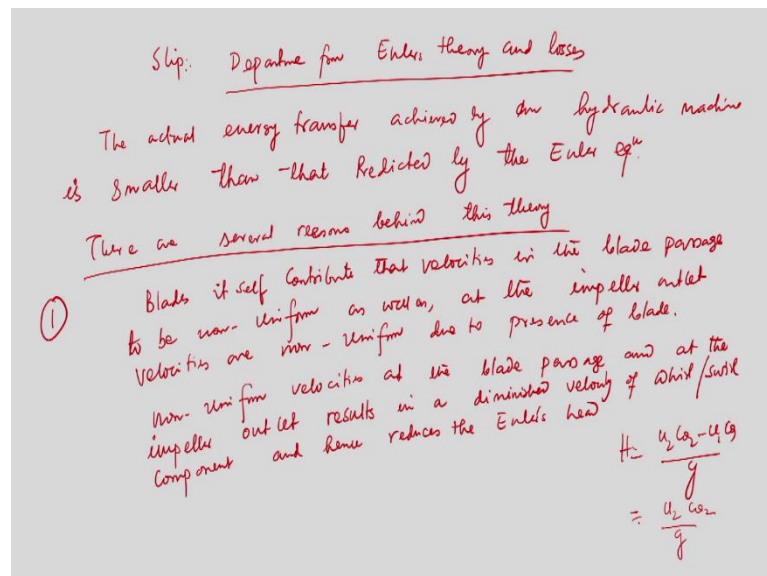 Slip: Departure from Eulers theory and losses
The actual energy transfer achieved by an hydraulic machine
is smaller than that Predicted by the Euler eqⁿ.
There are several reasons behind this theory
① Blades it self Contribute that velocities in the blade passage
to be non-uniform as well as, at the impeller outlet
velocities are non-uniform due to presence of blade.
non-uniform velocities at the blade passage and at the
impeller outlet results in a diminished velocity of whirl/swirl
Component and hence reduces the Euler's head
H = (u₂ cθ₂ - u₁ cθ)/g
= u₂ cθ₂/g